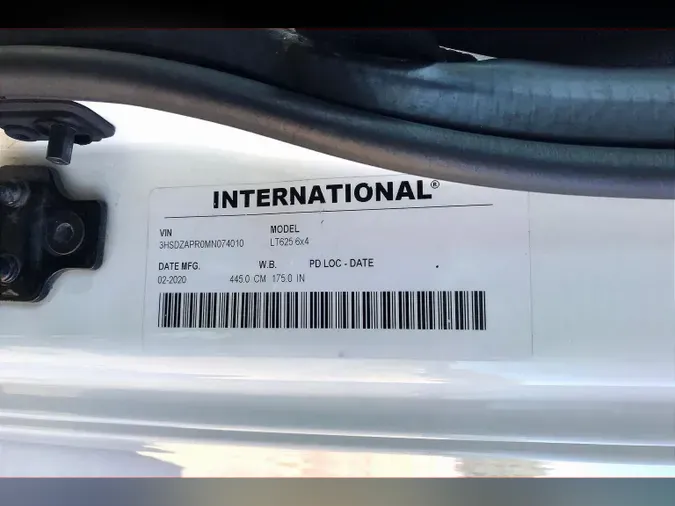 INTERNATIONAL®
VIN MODEL
3HSDZAPR0MN074010 LT625 6x4
DATE MFG. W.B. PD LOC - DATE
02-2020 445.0 CM 175.0 IN